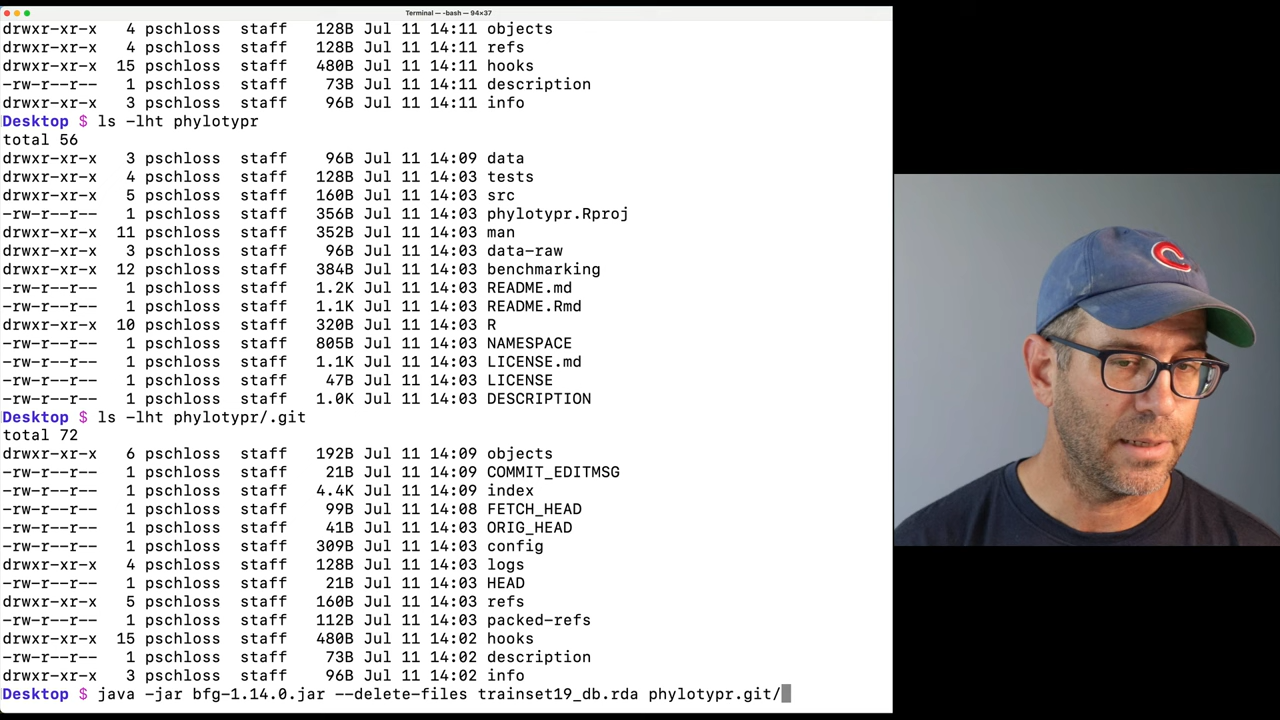 Terminal — -bash — 94×37
drwxr-xr-x 4 pschloss staff 128B Jul 11 14:11 objects
drwxr-xr-x 4 pschloss staff 128B Jul 11 14:11 refs
drwxr-xr-x 15 pschloss staff 480B Jul 11 14:11 hooks
-rw-r--r-- 1 pschloss staff 73B Jul 11 14:11 description
drwxr-xr-x 3 pschloss staff 96B Jul 11 14:11 info
Desktop $ ls -lht phylotypr
total 56
drwxr-xr-x 3 pschloss staff 96B Jul 11 14:09 data
drwxr-xr-x 4 pschloss staff 128B Jul 11 14:03 tests
drwxr-xr-x 5 pschloss staff 160B Jul 11 14:03 src
-rw-r--r-- 1 pschloss staff 356B Jul 11 14:03 phylotypr.Rproj
drwxr-xr-x 11 pschloss staff 352B Jul 11 14:03 man
drwxr-xr-x 3 pschloss staff 96B Jul 11 14:03 data-raw
drwxr-xr-x 12 pschloss staff 384B Jul 11 14:03 benchmarking
-rw-r--r-- 1 pschloss staff 1.2K Jul 11 14:03 README.md
-rw-r--r-- 1 pschloss staff 1.1K Jul 11 14:03 README.Rmd
drwxr-xr-x 10 pschloss staff 320B Jul 11 14:03 R
-rw-r--r-- 1 pschloss staff 805B Jul 11 14:03 NAMESPACE
-rw-r--r-- 1 pschloss staff 1.1K Jul 11 14:03 LICENSE.md
-rw-r--r-- 1 pschloss staff 47B Jul 11 14:03 LICENSE
-rw-r--r-- 1 pschloss staff 1.0K Jul 11 14:03 DESCRIPTION
Desktop $ ls -lht phylotypr/.git
total 72
drwxr-xr-x 6 pschloss staff 192B Jul 11 14:09 objects
-rw-r--r-- 1 pschloss staff 21B Jul 11 14:09 COMMIT_EDITMSG
-rw-r--r-- 1 pschloss staff 4.4K Jul 11 14:09 index
-rw-r--r-- 1 pschloss staff 99B Jul 11 14:08 FETCH_HEAD
-rw-r--r-- 1 pschloss staff 41B Jul 11 14:03 ORIG_HEAD
-rw-r--r-- 1 pschloss staff 309B Jul 11 14:03 config
drwxr-xr-x 4 pschloss staff 128B Jul 11 14:03 logs
-rw-r--r-- 1 pschloss staff 21B Jul 11 14:03 HEAD
drwxr-xr-x 5 pschloss staff 160B Jul 11 14:03 refs
-rw-r--r-- 1 pschloss staff 112B Jul 11 14:03 packed-refs
drwxr-xr-x 15 pschloss staff 480B Jul 11 14:02 hooks
-rw-r--r-- 1 pschloss staff 73B Jul 11 14:02 description
drwxr-xr-x 3 pschloss staff 96B Jul 11 14:02 info
Desktop $ java -jar bfg-1.14.0.jar --delete-files trainset19_db.rda phylotypr.git/
C